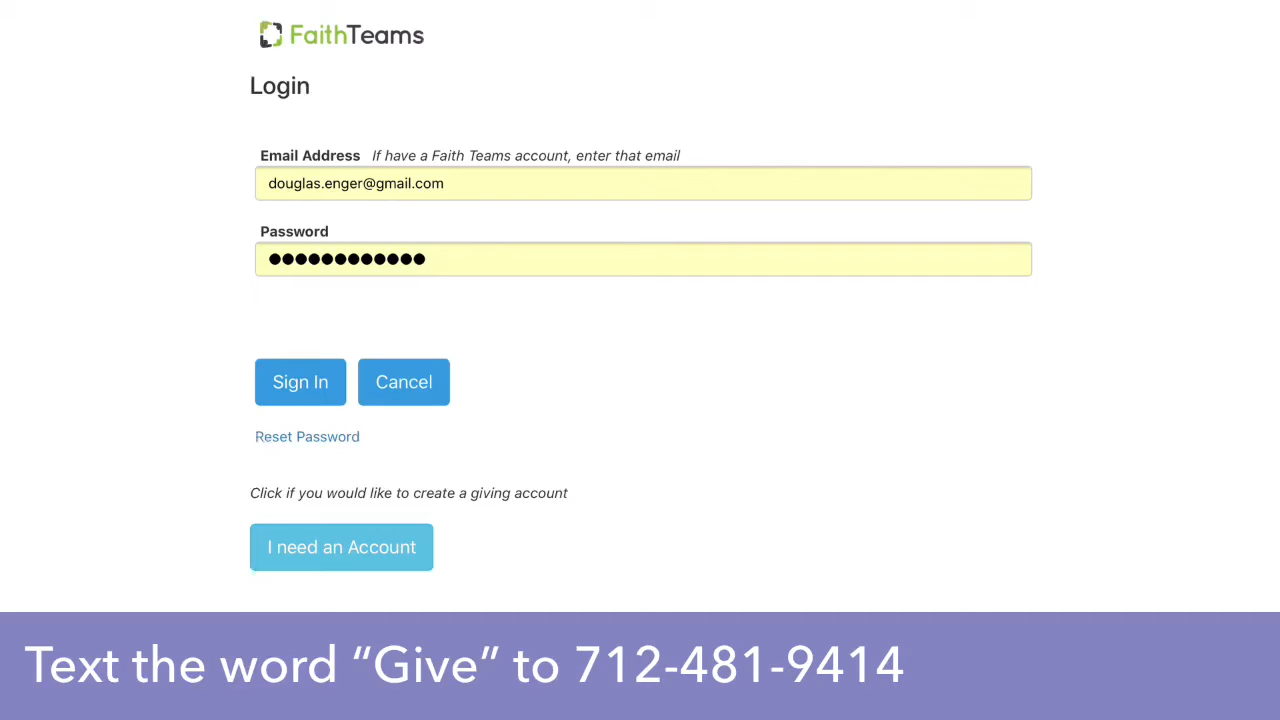 FaithTeams
Login
Email Address If have a Faith Teams account, enter that email
douglas.enger@gmail.com
Password
●●●●●●●●●●●●
Sign In Cancel
Reset Password
Click if you would like to create a giving account
I need an Account
Text the word “Give” to 712-481-9414